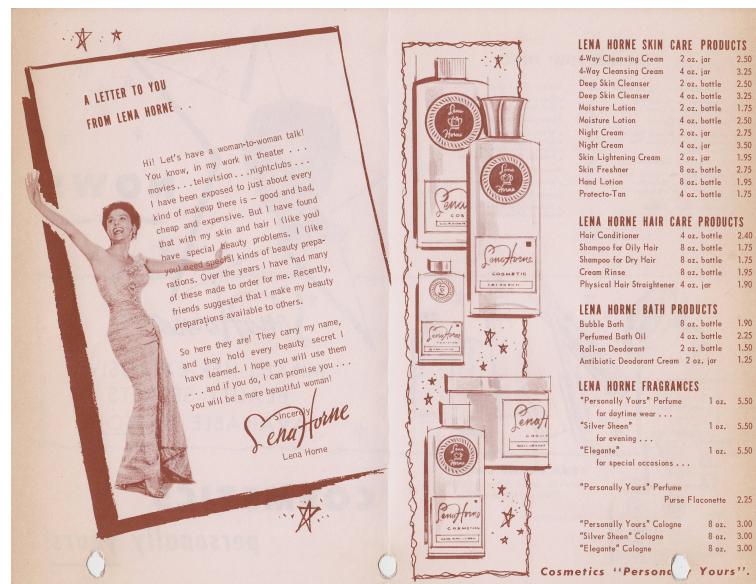 A LETTER TO YOU
FROM LENA HORNE . .
Hi! Let's have a woman-to-woman talk!
You know, in my work in theater . . .
movies . . . television . . . nightclubs . . .
I have been exposed to just about every
kind of makeup there is — good and bad,
cheap and expensive. But I have found
that with my skin and hair I (like you)
have special beauty problems. I (like
you) need special kinds of beauty prepa-
rations. Over the years I have had many
of these made to order for me. Recently,
friends suggested that I make my beauty
preparations available to others.
So here they are! They carry my name,
and they hold every beauty secret I
have learned. I hope you will use them
. . . and if you do, I can promise you . . .
you will be a more beautiful woman!
Sincerely
Lena Horne
Lena Horne
Lena Horne
Lena Horne
Lena Horne
COSMETIC
Lena Horne
LENA HORNE SKIN CARE PRODUCTS
4-Way Cleansing Cream 2 oz. jar 2.50
4-Way Cleansing Cream 4 oz. jar 3.25
Deep Skin Cleanser 2 oz. bottle 2.50
Deep Skin Cleanser 4 oz. bottle 3.25
Moisture Lotion 2 oz. bottle 1.75
Moisture Lotion 4 oz. bottle 2.50
Night Cream 2 oz. jar 2.75
Night Cream 4 oz. jar 3.50
Skin Lightening Cream 2 oz. jar 1.95
Skin Freshner 8 oz. bottle 2.75
Hand Lotion 8 oz. bottle 1.95
Protecto-Tan 4 oz. bottle 1.75
LENA HORNE HAIR CARE PRODUCTS
Hair Conditioner 4 oz. bottle 2.40
Shampoo for Oily Hair 8 oz. bottle 1.75
Shampoo for Dry Hair 8 oz. bottle 1.75
Cream Rinse 8 oz. bottle 1.95
Physical Hair Straightener 4 oz. jar 1.90
LENA HORNE BATH PRODUCTS
Bubble Bath 8 oz. bottle 1.90
Perfumed Bath Oil 4 oz. bottle 2.25
Roll-on Deodorant 2 oz. bottle 1.50
Antibiotic Deodorant Cream 2 oz. jar 1.25
LENA HORNE FRAGRANCES
"Personally Yours" Perfume 1 oz. 5.50
for daytime wear . . .
"Silver Sheen" 1 oz. 5.50
for evening . . .
"Elegante" 1 oz. 5.50
for special occasions . . .
"Personally Yours" Perfume
Purse Flaconette 2.25
"Personally Yours" Cologne 8 oz. 3.00
"Silver Sheen" Cologne 8 oz. 3.00
"Elegante" Cologne 8 oz. 3.00
Cosmetics "Personally Yours".